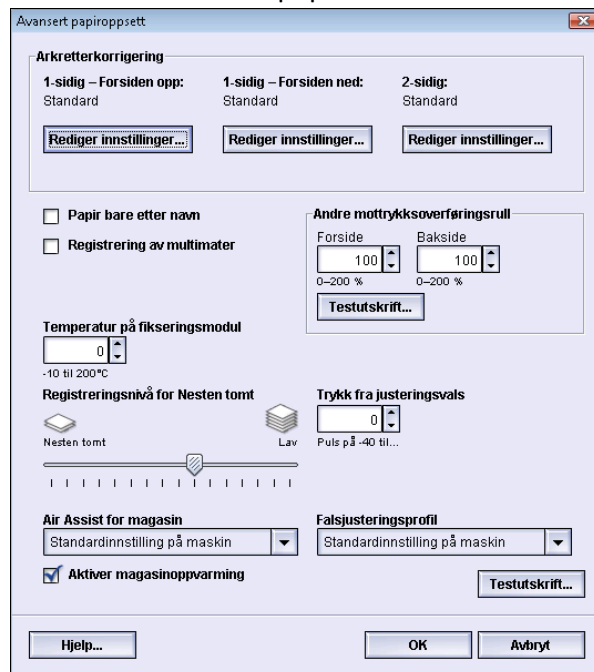 Avansert papiroppsett
Arkretterkorrigering
1-sidig – Forsiden opp: 1-sidig – Forsiden ned: 2-sidig:
Standard Standard Standard
Rediger innstillinger... Rediger innstillinger... Rediger innstillinger...
Papir bare etter navn
Registrering av multimater
Andre mottrykksoverføringsrull
Forside Bakside
100 100
0–200 % 0–200 %
Testutskrift...
Temperatur på fikseringsmodul
0
-10 til 200°C
Registreringsnivå for Nesten tomt
Nesten tomt Lav
Trykk fra justeringsvals
0
Puls på -40 til...
Air Assist for magasin
Standardinnstilling på maskin
Falsjusteringsprofil
Standardinnstilling på maskin
Aktiver magasinoppvarming
Testutskrift...
Hjelp... OK Avbryt